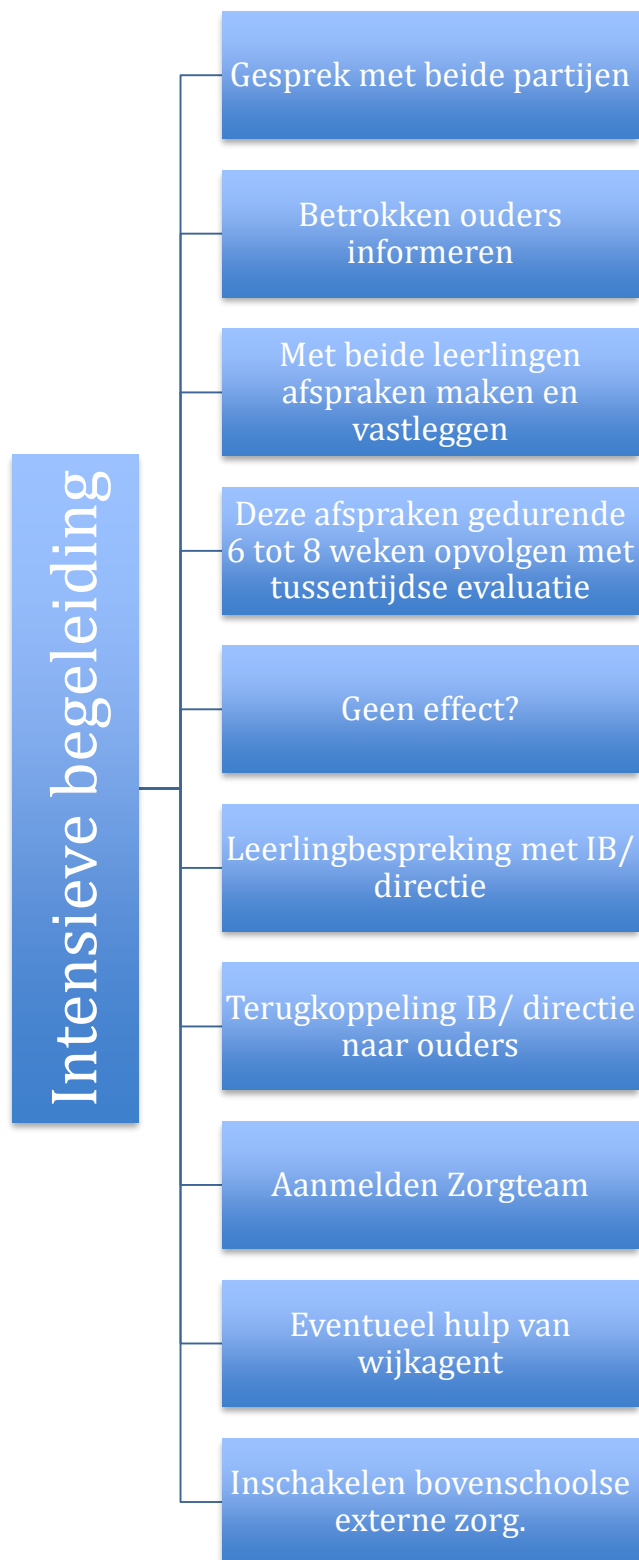 Intensieve begeleiding
Gesprek met beide partijen
Betrokken ouders
informeren
Met beide leerlingen
afspraken maken en
vastleggen
Deze afspraken gedurende
6 tot 8 weken opvolgen met
tussentijdse evaluatie
Geen effect?
Leerlingbespreking met IB/
directie
Terugkoppeling IB/ directie
naar ouders
Aanmelden Zorgteam
Eventueel hulp van
wijkagent
Inschakelen bovenschoolse
externe zorg.